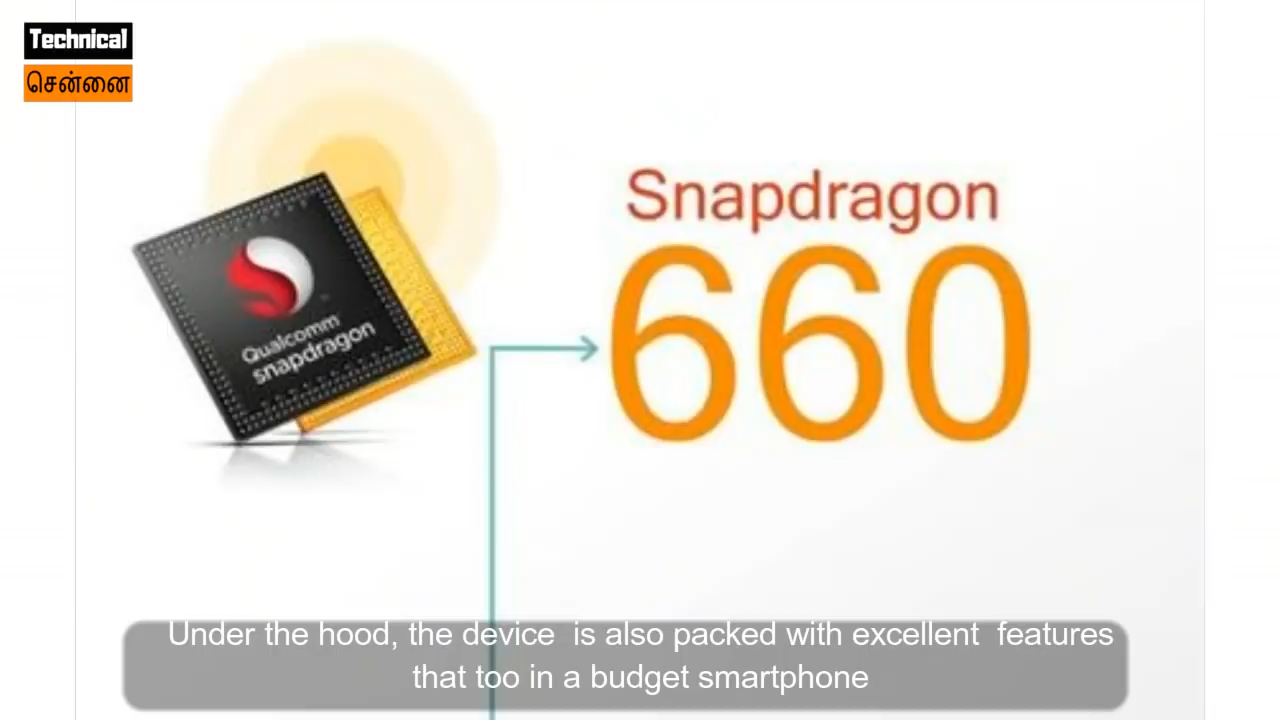 Technical
சென்னை
Snapdragon
660
Qualcomm
snapdragon
Under the hood, the device is also packed with excellent features
that too in a budget smartphone